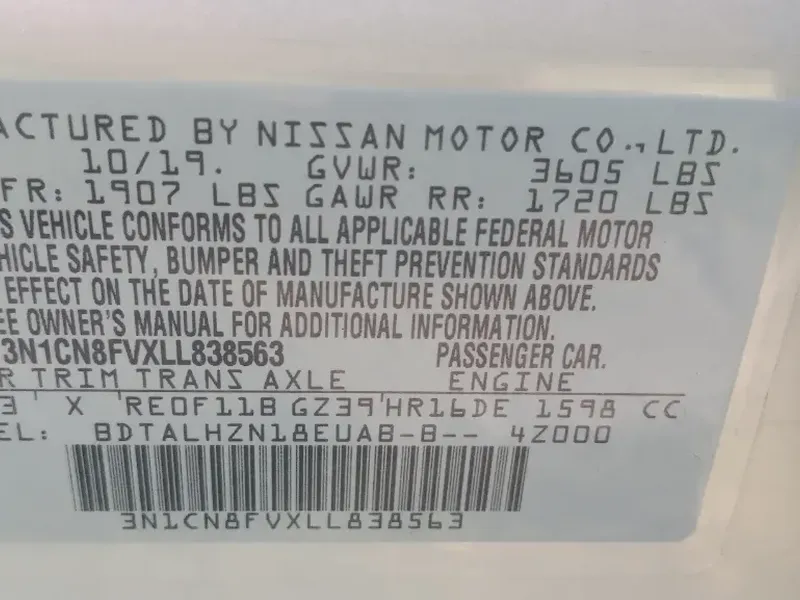 ACTURED BY NISSAN MOTOR CO., LTD.
10/19. GVWR: 3605 LBS
FR: 1907 LBS GAWR RR: 1720 LBS
S VEHICLE CONFORMS TO ALL APPLICABLE FEDERAL MOTOR
HICLE SAFETY, BUMPER AND THEFT PREVENTION STANDARDS
EFFECT ON THE DATE OF MANUFACTURE SHOWN ABOVE.
EE OWNER'S MANUAL FOR ADDITIONAL INFORMATION.
3N1CN8FVXLL838563 PASSENGER CAR.
R TRIM TRANS AXLE ENGINE
3 X RE0F11B GZ39 HR16DE 1598 CC
EL: BDTALHZN18EUAB-B-- 4Z000
3N1CN8FVXLL838563